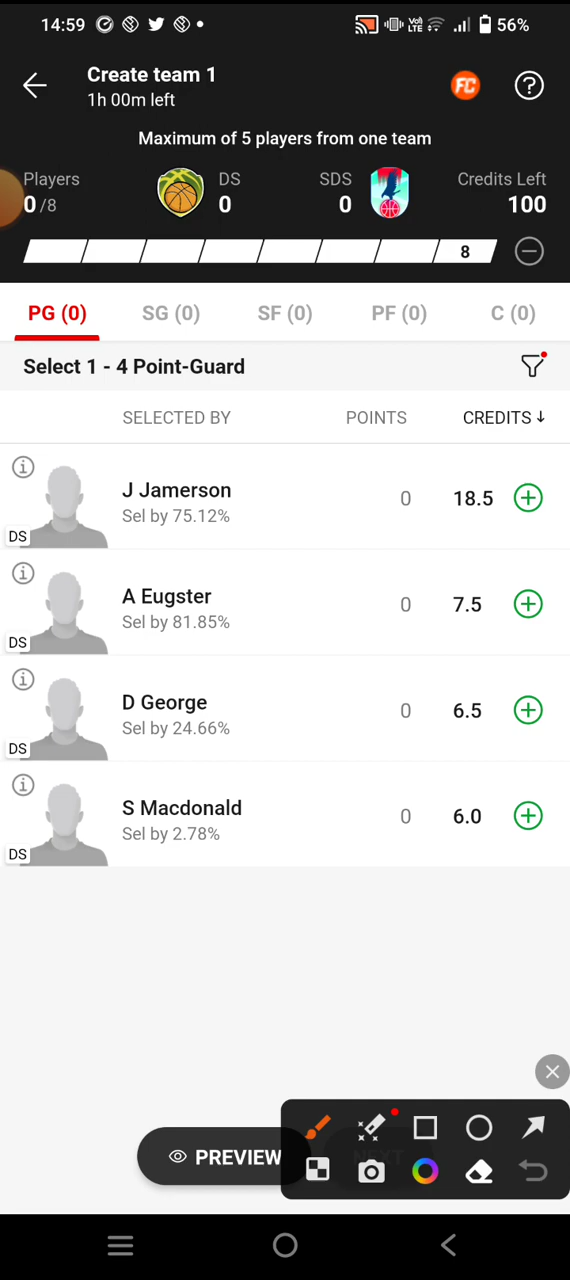 14:59
Vol LTE
56%
Create team 1
1h 00m left
FC
?
Maximum of 5 players from one team
Players
0 /8
DS
0
SDS
0
Credits Left
100
8
PG (0)
SG (0)
SF (0)
PF (0)
C (0)
Select 1 - 4 Point-Guard
SELECTED BY
POINTS
CREDITS ↓
J Jamerson
Sel by 75.12%
0
18.5
DS
A Eugster
Sel by 81.85%
0
7.5
DS
D George
Sel by 24.66%
0
6.5
DS
S Macdonald
Sel by 2.78%
0
6.0
DS
PREVIEW
NEXT